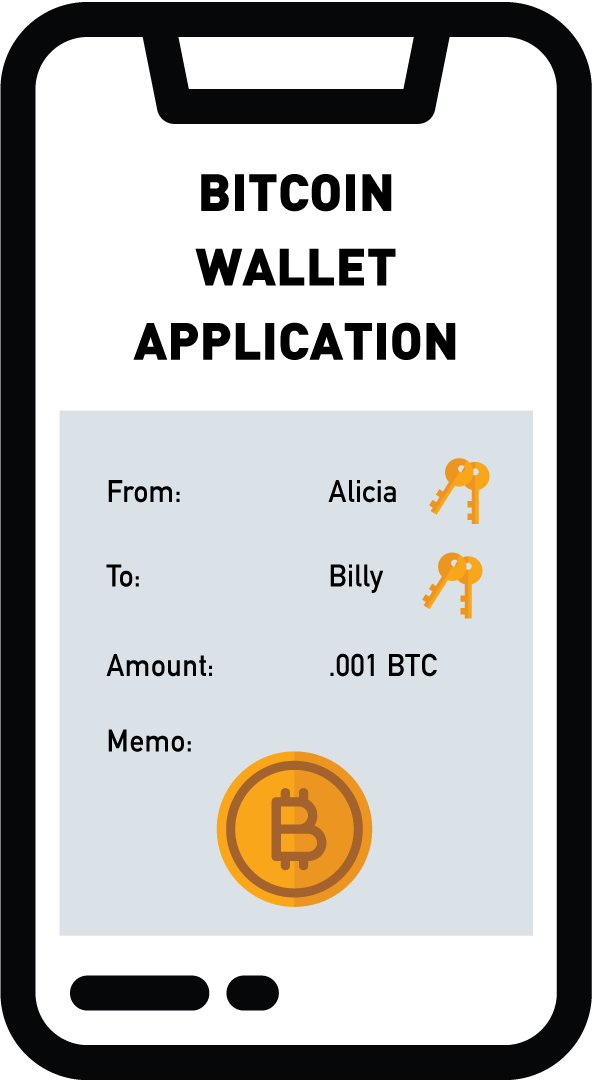 BITCOIN
WALLET
APPLICATION
From: Alicia
To: Billy
Amount: .001 BTC
Memo: